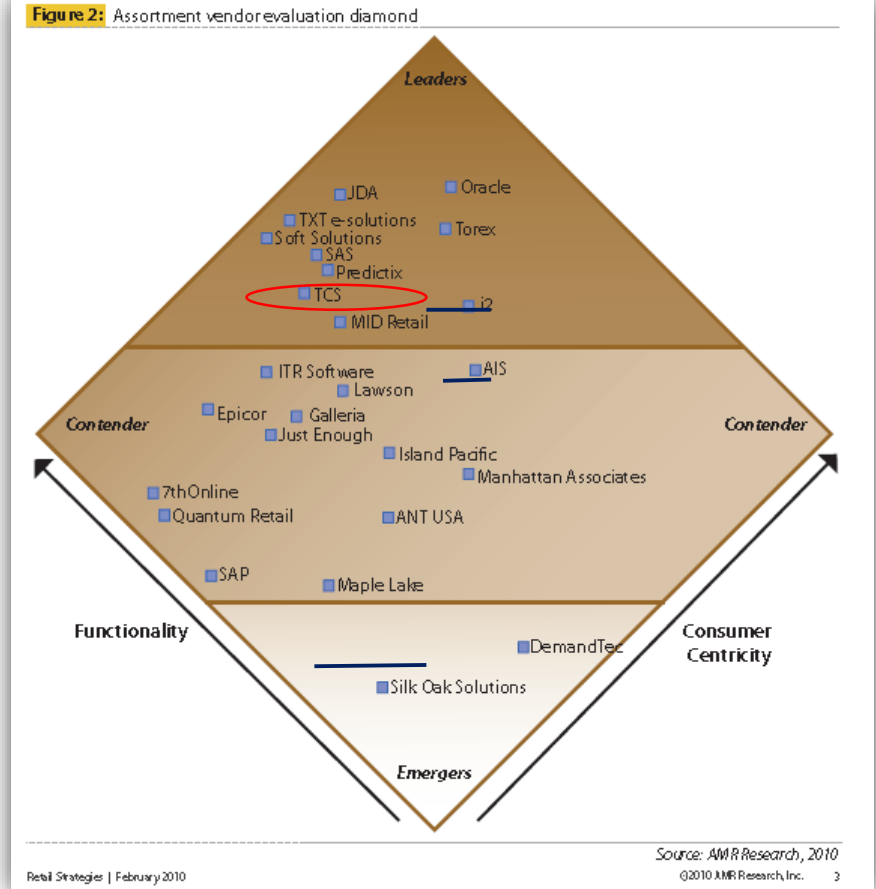 Figure 2: Assortment vendor evaluation diamond
Leaders
JDA
Oracle
TXT e-solutions
Torex
Soft Solutions
SAS
Predictix
TCS
i2
MID Retail
ITR Software
AIS
Lawson
Epicor
Galleria
Contender
Contender
Just Enough
Island Pacific
Manhattan Associates
7thOnline
Quantum Retail
ANT USA
SAP
Maple Lake
Functionality
Consumer
Centricity
DemandTec
Silk Oak Solutions
Emergers
Source: AMR Research, 2010
Retail Strategies | February 2010
©2010 AMR Research, Inc. 3